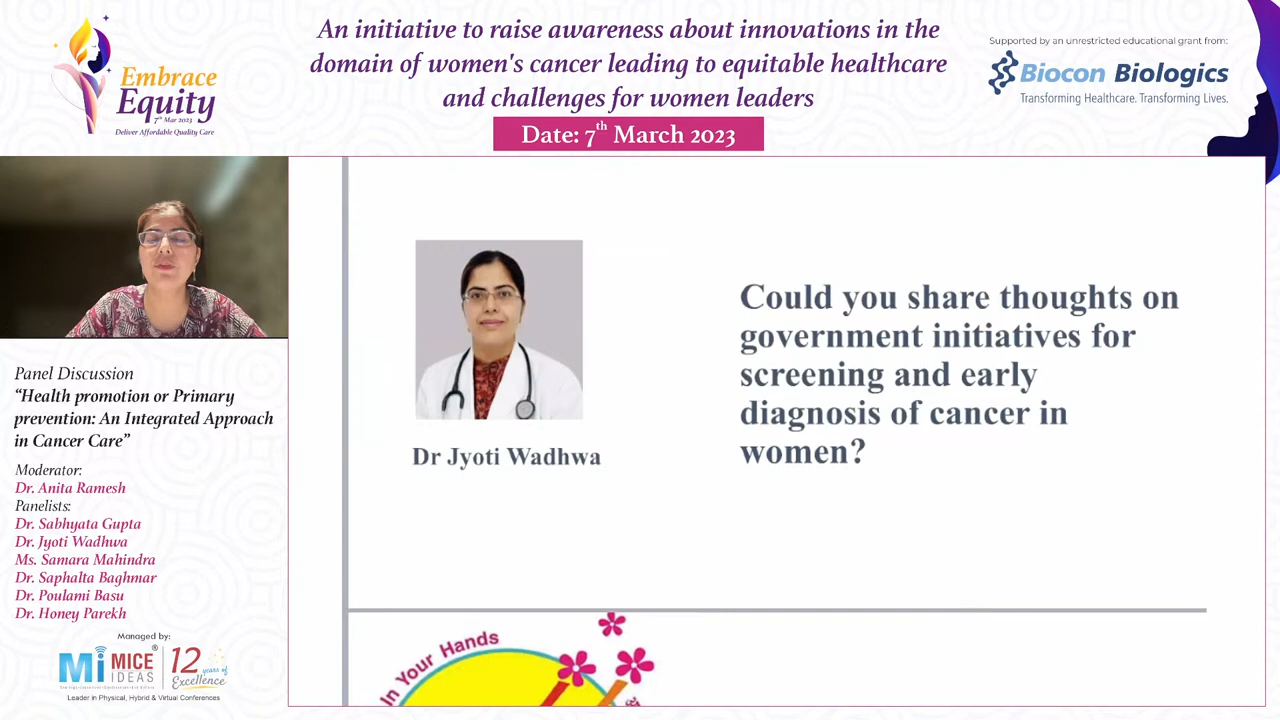 Embrace
Equity
7th Mar 2023
Deliver Affordable Quality Care
An initiative to raise awareness about innovations in the
domain of women's cancer leading to equitable healthcare
and challenges for women leaders
Date: 7th March 2023
Supported by an unrestricted educational grant from:
Biocon Biologics
Transforming Healthcare. Transforming Lives.
Panel Discussion
“Health promotion or Primary
prevention: An Integrated Approach
in Cancer Care”
Moderator:
Dr. Anita Ramesh
Panelists:
Dr. Sabhyata Gupta
Dr. Jyoti Wadhwa
Ms. Samara Mahindra
Dr. Saphalta Baghmar
Dr. Poulami Basu
Dr. Honey Parekh
Managed by:
Mi MICE IDEAS®
12 years of Excellence
Leader in Physical, Hybrid & Virtual Conferences
Dr Jyoti Wadhwa
Could you share thoughts on
government initiatives for
screening and early
diagnosis of cancer in
women?
In Your Hands